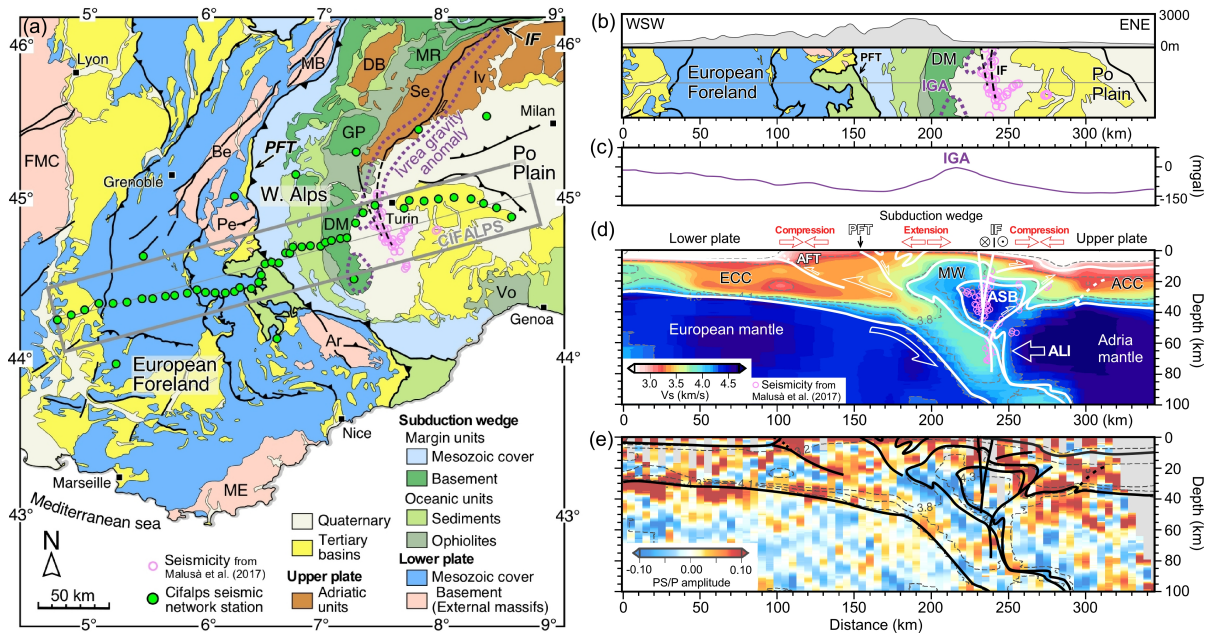 (a)
5° 6° 7° 8° 9°
46° 46°
45° 45°
44° 44°
43° 43°
5° 6° 7° 8° 9°
Lyon
MB
DB
MR
IF
Iv
Se
Milan
GP
FMC
Be
PFT
Ivrea gravity
anomaly
Po
Plain
Grenoble
W. Alps
Turin
Pe
DM
CIFALPS
Vo
Genoa
Ar
European
Foreland
Nice
Marseille
ME
Mediterranean sea
N
50 km
Seismicity from
Malusà et al. (2017)
Cifalps seismic
network station
Quaternary
Tertiary
basins
Upper plate
Adriatic
units
Subduction wedge
Margin units
Mesozoic cover
Basement
Oceanic units
Sediments
Ophiolites
Lower plate
Mesozoic cover
Basement
(External massifs)
(b)
WSW ENE
3000
0m
European
Foreland
PFT
DM
IGA
IF
Po
Plain
0 50 100 150 200 250 300 (km)
(c)
IGA
0
-150
(mgal)
(d)
Subduction wedge
Lower plate
Compression
PFT
Extension
IF
Compression
Upper plate
AFT
ECC
MW
ASB
ACC
3.8
European mantle
Adria
mantle
ALI
3.0 3.5 4.0 4.5
Vs (km/s)
Seismicity from
Malusà et al. (2017)
0
20
40
60
80
100
Depth (km)
(e)
3.8
-0.10 0.00 0.10
PS/P amplitude
0
20
40
60
80
100
Depth (km)
0 50 100 150 200 250 300
Distance (km)